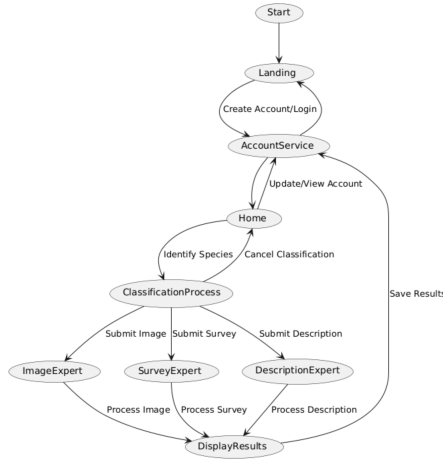 Start
Landing
Create Account/Login
AccountService
Update/View Account
Home
Identify Species
Cancel Classification
ClassificationProcess
Save Results
Submit Image
Submit Survey
Submit Description
ImageExpert
SurveyExpert
DescriptionExpert
Process Image
Process Survey
Process Description
DisplayResults